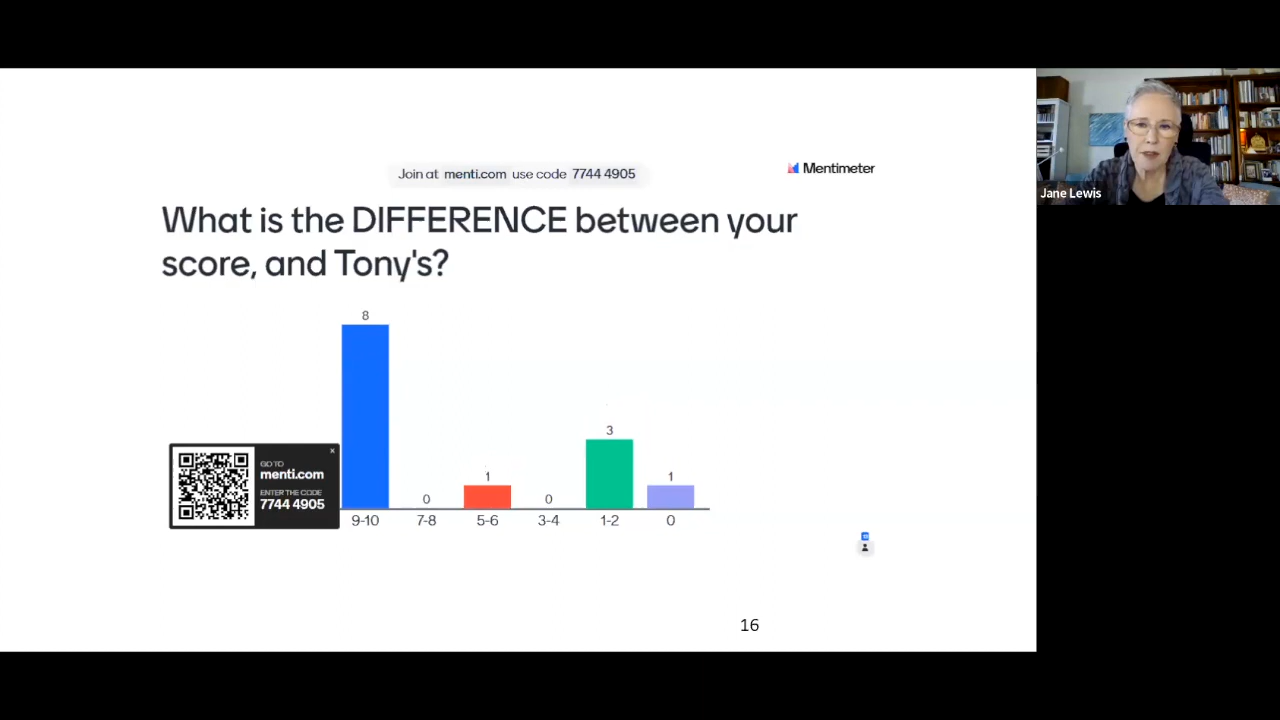 Join at menti.com use code 7744 4905
Mentimeter
Jane Lewis
What is the DIFFERENCE between your
score, and Tony's?
8
3
1
1
0
0
GO TO
menti.com
ENTER THE CODE
7744 4905
9-10
7-8
5-6
3-4
1-2
0
16